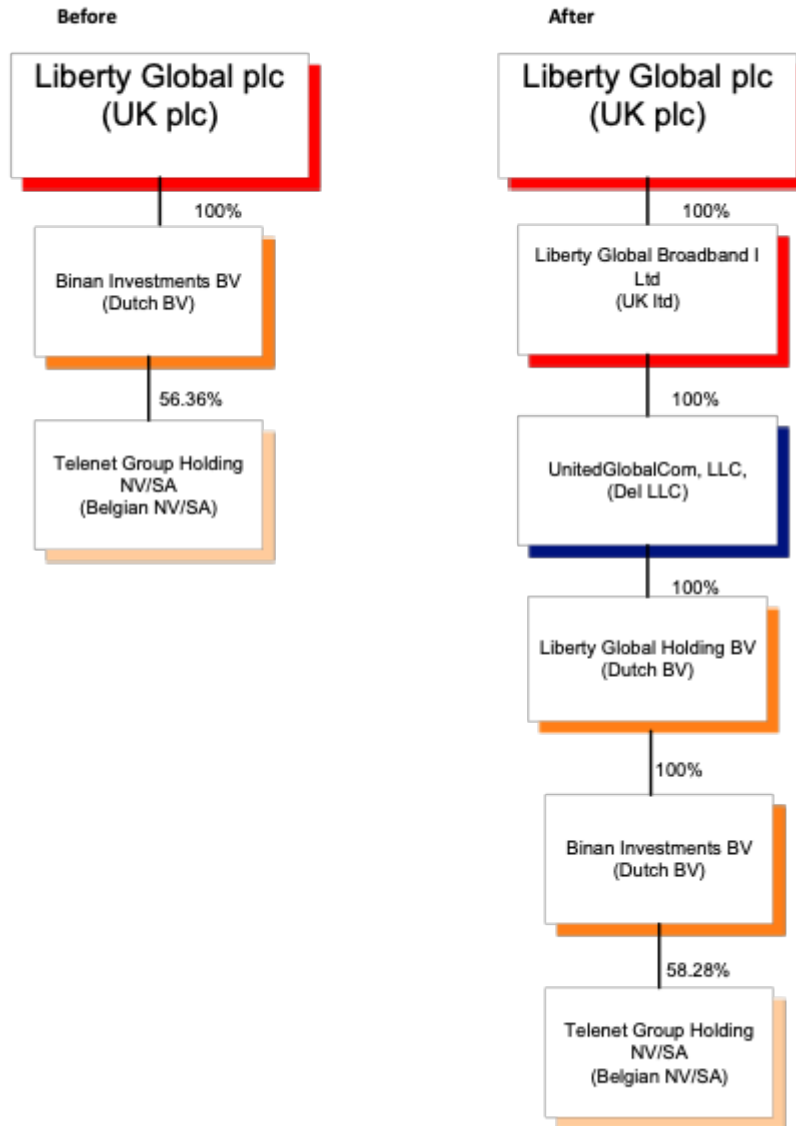 Before
Liberty Global plc
(UK plc)
100%
Binan Investments BV
(Dutch BV)
56.36%
Telenet Group Holding
NV/SA
(Belgian NV/SA)
After
Liberty Global plc
(UK plc)
100%
Liberty Global Broadband I
Ltd
(UK ltd)
100%
UnitedGlobalCom, LLC,
(Del LLC)
100%
Liberty Global Holding BV
(Dutch BV)
100%
Binan Investments BV
(Dutch BV)
58.28%
Telenet Group Holding
NV/SA
(Belgian NV/SA)